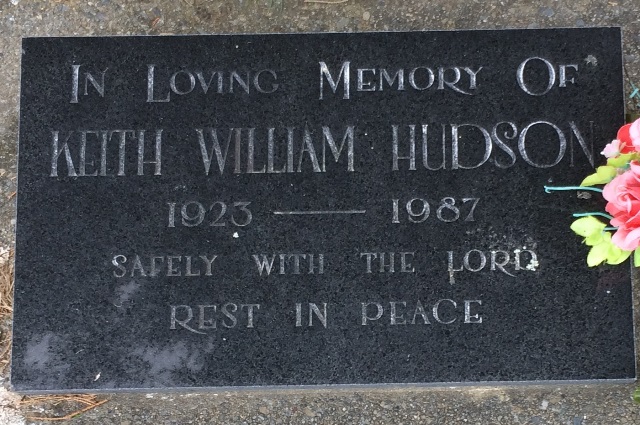 In Loving Memory Of
KEITH WILLIAM HUDSON
1923 — 1987
SAFELY WITH THE LORD
REST IN PEACE